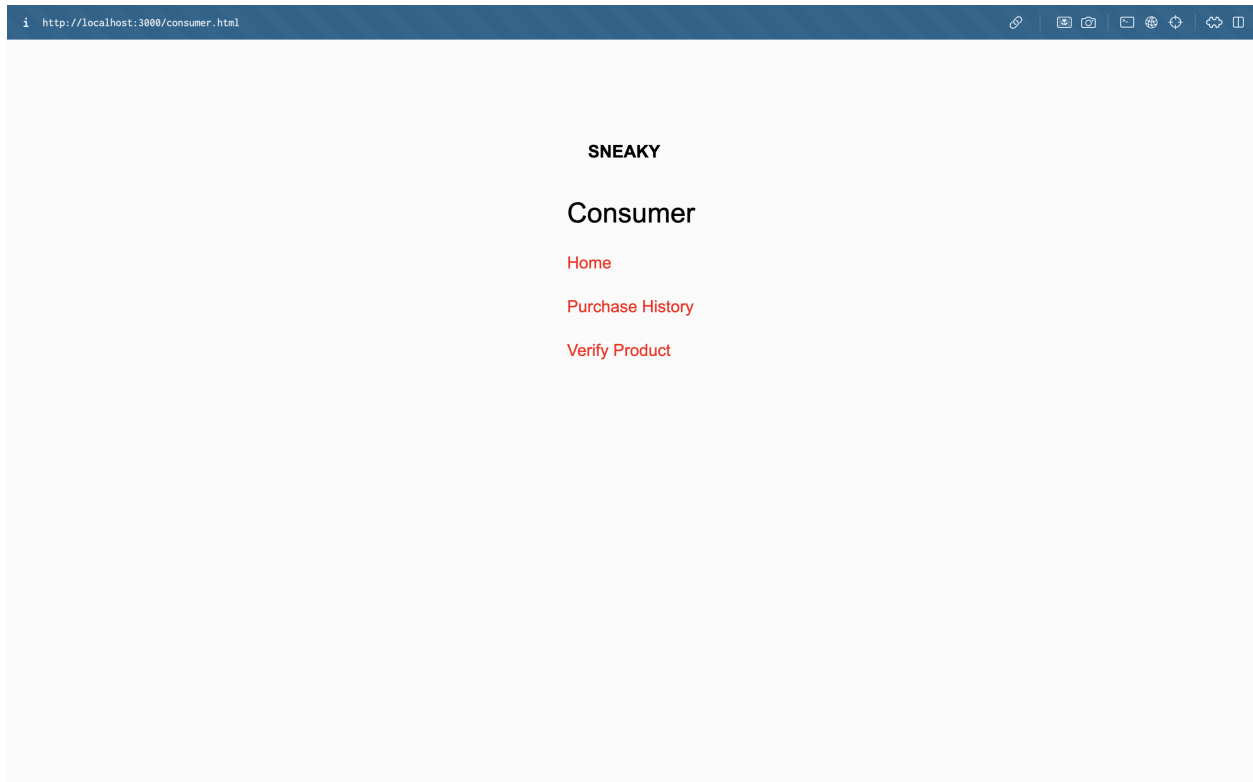 i http://localhost:3000/consumer.html
SNEAKY
Consumer
Home
Purchase History
Verify Product